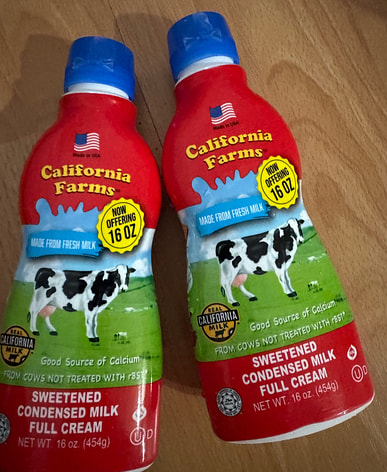 Made in USA
California
Farms™
NOW
OFFERING
16 OZ
MADE FROM FRESH MILK
REAL
CALIFORNIA
MILK
Good Source of Calcium
FROM COWS NOT TREATED WITH rBST*
SWEETENED
CONDENSED MILK
FULL CREAM
NET WT. 16 oz. (454g)
U D
Made in USA
California
Farms™
NOW
OFFERING
16 OZ
MADE FROM FRESH MILK
REAL
CALIFORNIA
MILK
Good Source of Calcium
FROM COWS NOT TREATED WITH rBST*
SWEETENED
CONDENSED MILK
FULL CREAM
NET WT. 16 oz. (454g)
U D